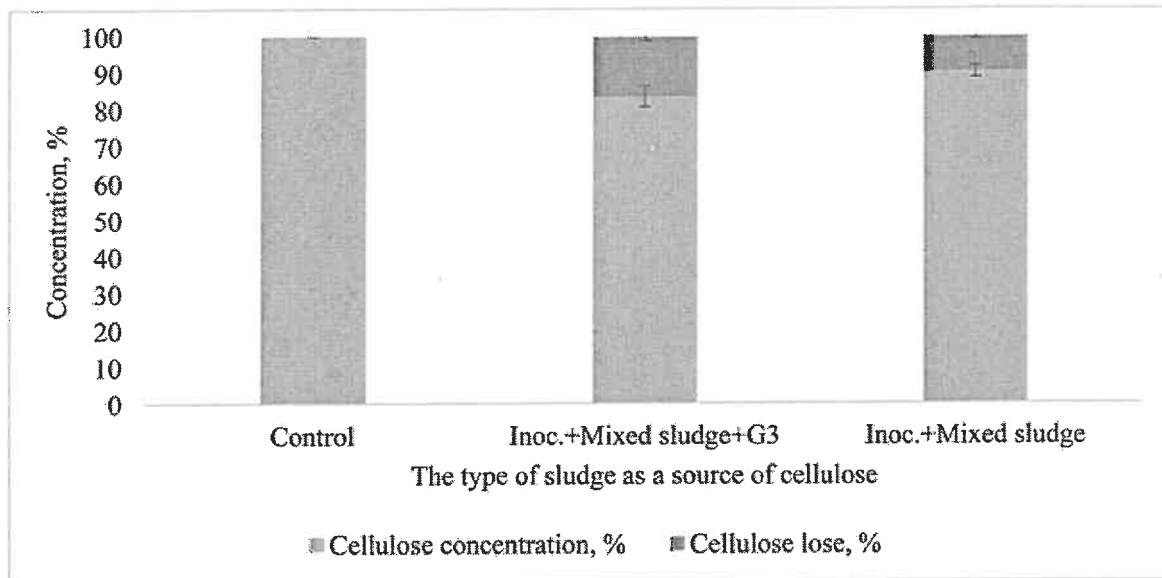 100
90
80
70
60
50
40
30
20
10
0
Concentration, %
Control
Inoc.+Mixed sludge+G3
Inoc.+Mixed sludge
The type of sludge as a source of cellulose
Cellulose concentration, %
Cellulose lose, %